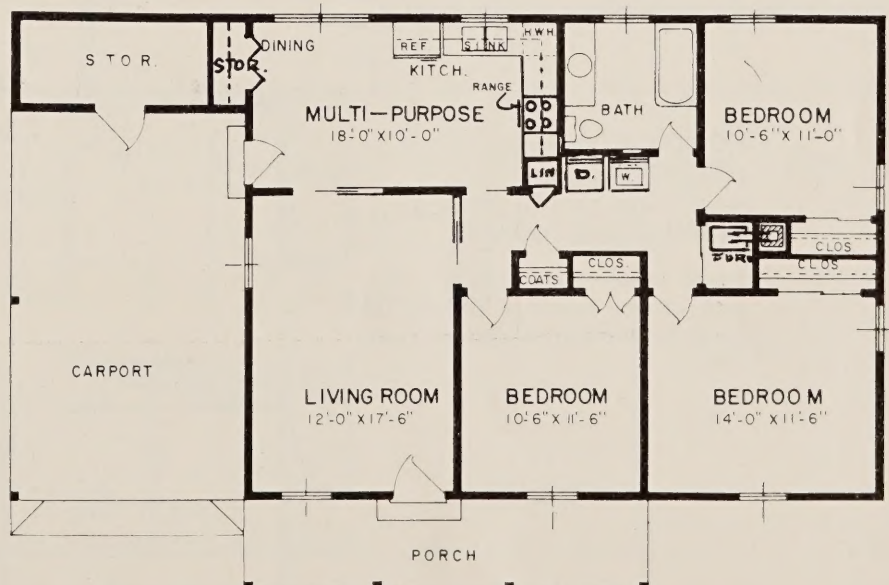 STOR.
STOR.
DINING
REF
SINK
H.W.H.
KITCH.
RANGE
MULTI-PURPOSE
18'-0" X 10'-0"
BATH
BEDROOM
10'-6" X 11'-0"
LIN
D.
W.
FURN
CLOS
CLOS
COATS
CLOS.
CARPORT
LIVING ROOM
12'-0" X 17'-6"
BEDROOM
10'-6" X 11'-6"
BEDROOM
14'-0" X 11'-6"
PORCH